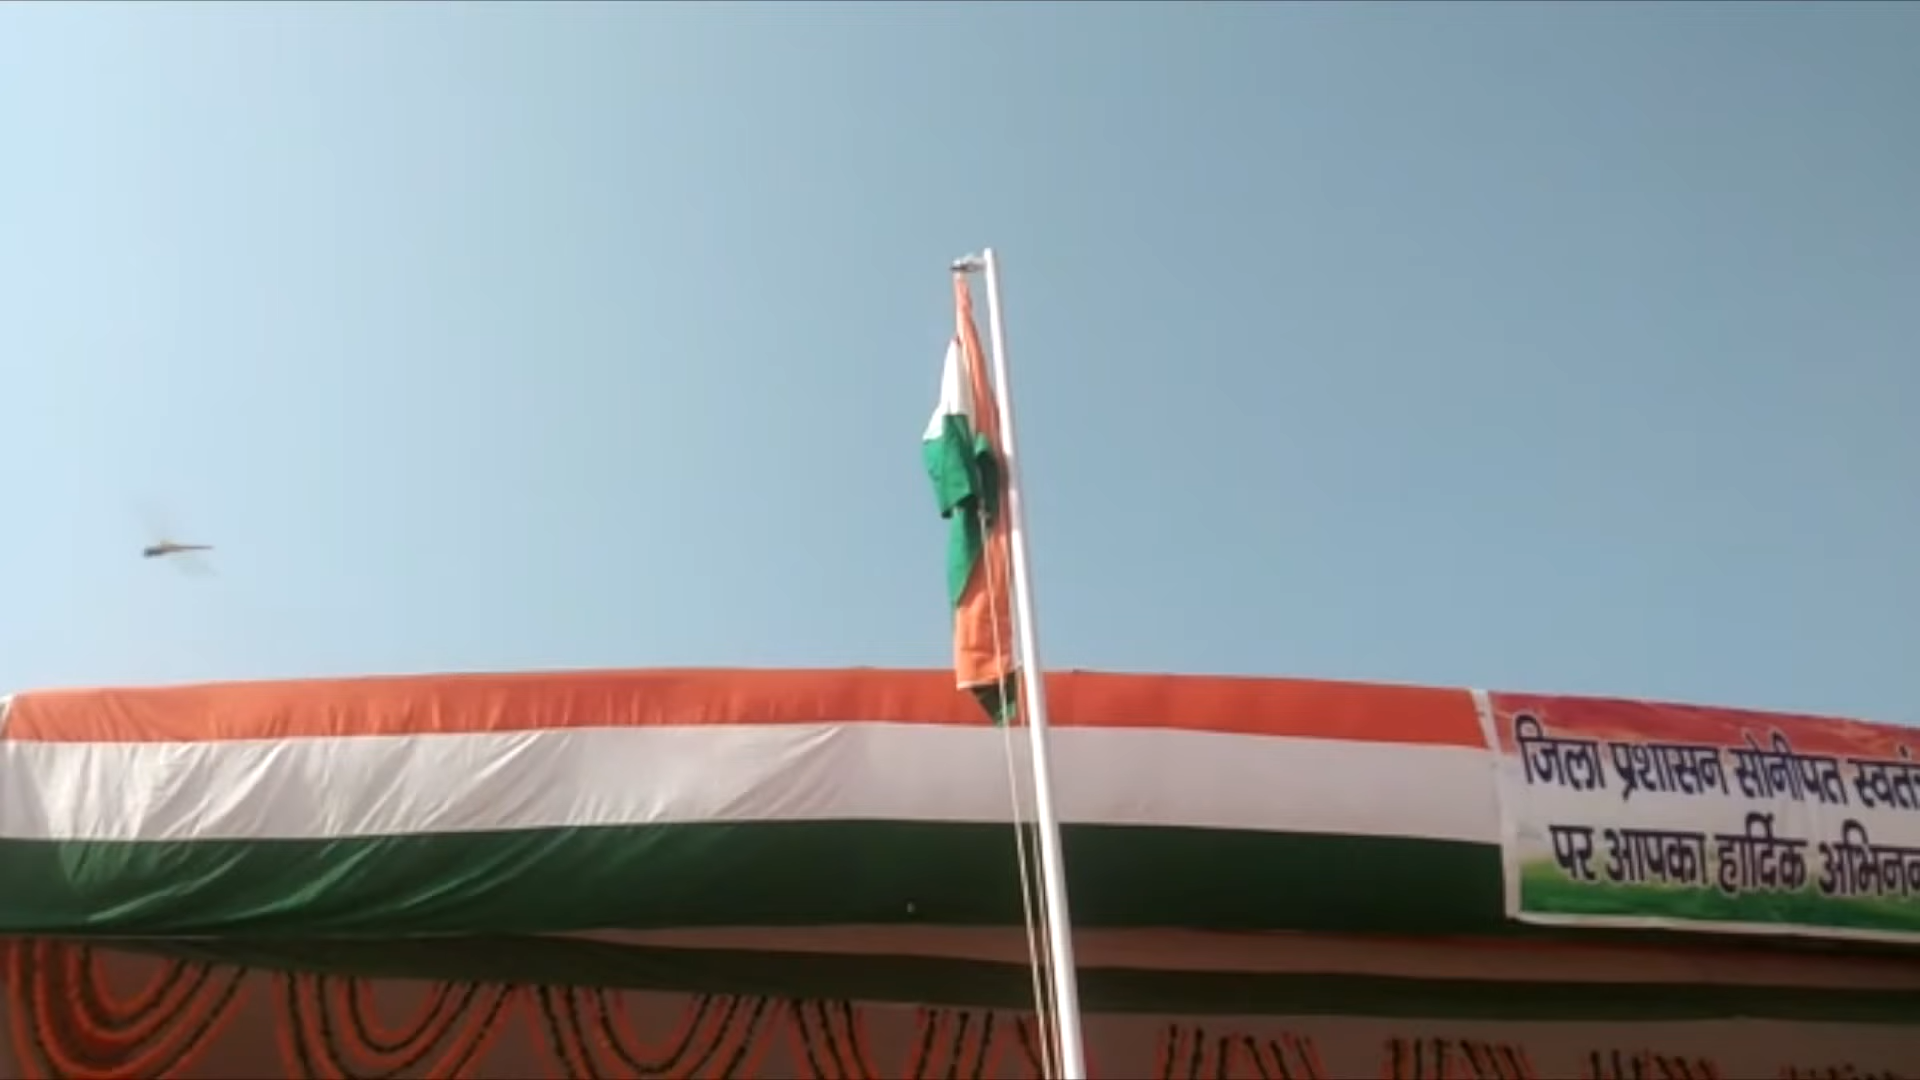 जिला प्रशासन सोनीपत
पर आपका हार्दिक